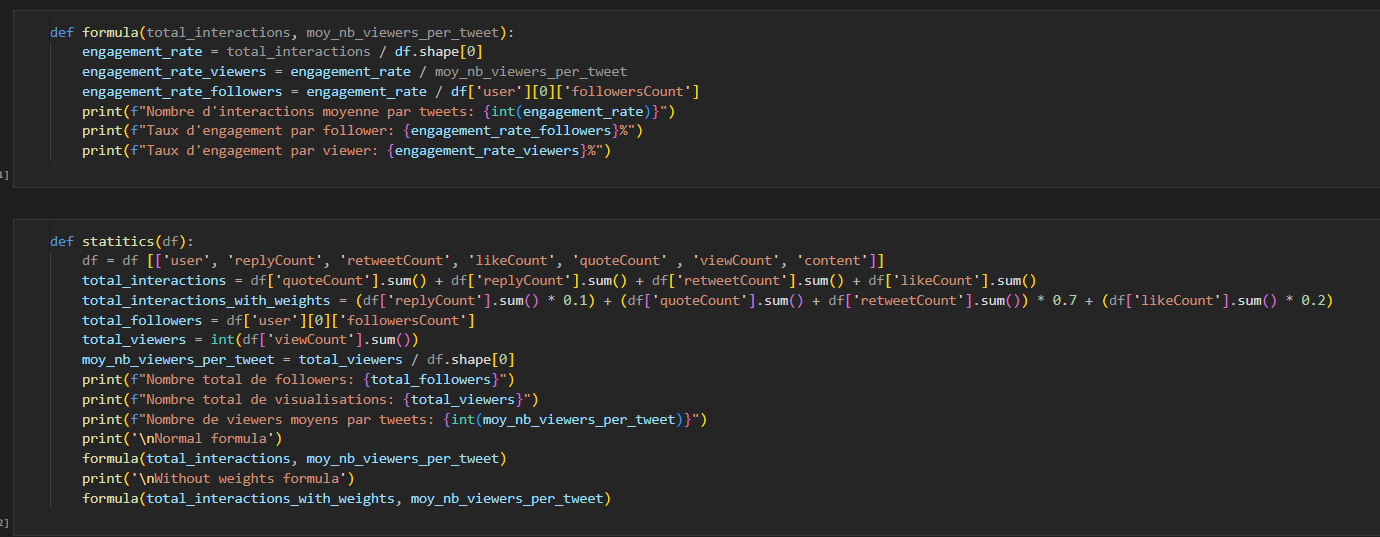 def formula(total_interactions, moy_nb_viewers_per_tweet):
    engagement_rate = total_interactions / df.shape[0]
    engagement_rate_viewers = engagement_rate / moy_nb_viewers_per_tweet
    engagement_rate_followers = engagement_rate / df['user'][0]['followersCount']
    print(f"Nombre d'interactions moyenne par tweets: {int(engagement_rate)}")
    print(f"Taux d'engagement par follower: {engagement_rate_followers}%")
    print(f"Taux d'engagement par viewer: {engagement_rate_viewers}%")
1]
def statitics(df):
    df = df [['user', 'replyCount', 'retweetCount', 'likeCount', 'quoteCount' , 'viewCount', 'content']]
    total_interactions = df['quoteCount'].sum() + df['replyCount'].sum() + df['retweetCount'].sum() + df['likeCount'].sum()
    total_interactions_with_weights = (df['replyCount'].sum() * 0.1) + (df['quoteCount'].sum() + df['retweetCount'].sum()) * 0.7 + (df['likeCount'].sum() * 0.2)
    total_followers = df['user'][0]['followersCount']
    total_viewers = int(df['viewCount'].sum())
    moy_nb_viewers_per_tweet = total_viewers / df.shape[0]
    print(f"Nombre total de followers: {total_followers}")
    print(f"Nombre total de visualisations: {total_viewers}")
    print(f"Nombre de viewers moyens par tweets: {int(moy_nb_viewers_per_tweet)}")
    print('\nNormal formula')
    formula(total_interactions, moy_nb_viewers_per_tweet)
    print('\nWithout weights formula')
    formula(total_interactions_with_weights, moy_nb_viewers_per_tweet)
2]